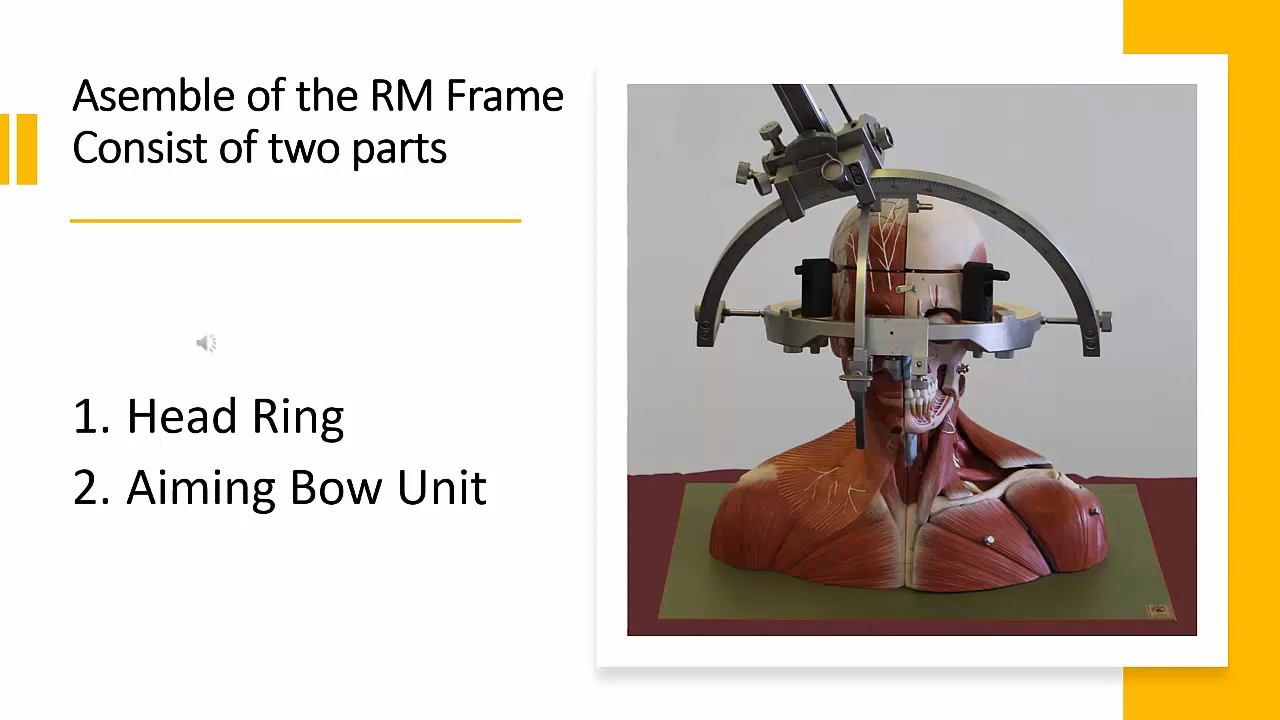 Asemble of the RM Frame
Consist of two parts
1. Head Ring
2. Aiming Bow Unit